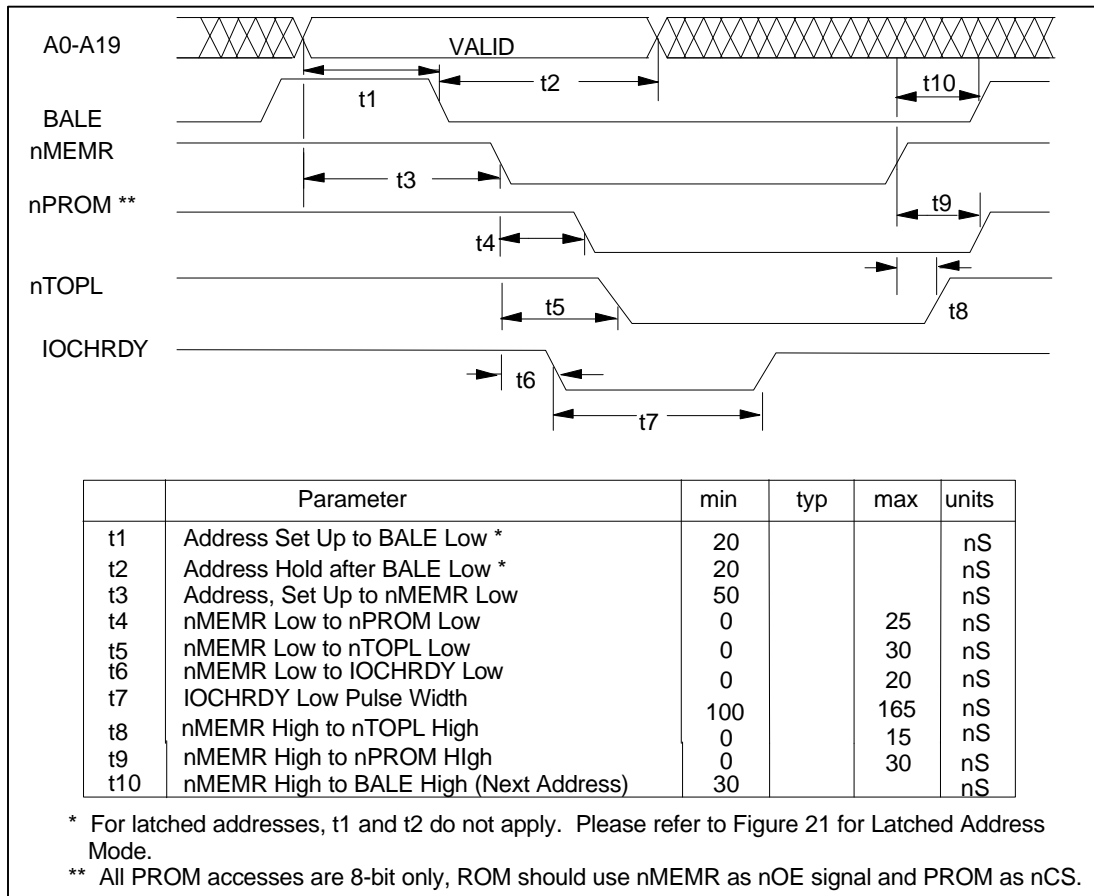 A0-A19
VALID
t1
t2
t10
BALE
nMEMR
t3
nPROM **
t9
t4
nTOPL
t5
t8
IOCHRDY
t6
t7
Parameter min typ max units
t1 Address Set Up to BALE Low * 20 nS
t2 Address Hold after BALE Low * 20 nS
t3 Address, Set Up to nMEMR Low 50 nS
t4 nMEMR Low to nPROM Low 0 25 nS
t5 nMEMR Low to nTOPL Low 0 30 nS
t6 nMEMR Low to IOCHRDY Low 0 20 nS
t7 IOCHRDY Low Pulse Width 100 165 nS
t8 nMEMR High to nTOPL High 0 15 nS
t9 nMEMR High to nPROM HIgh 0 30 nS
t10 nMEMR High to BALE High (Next Address) 30 nS
* For latched addresses, t1 and t2 do not apply. Please refer to Figure 21 for Latched Address
Mode.
** All PROM accesses are 8-bit only, ROM should use nMEMR as nOE signal and PROM as nCS.